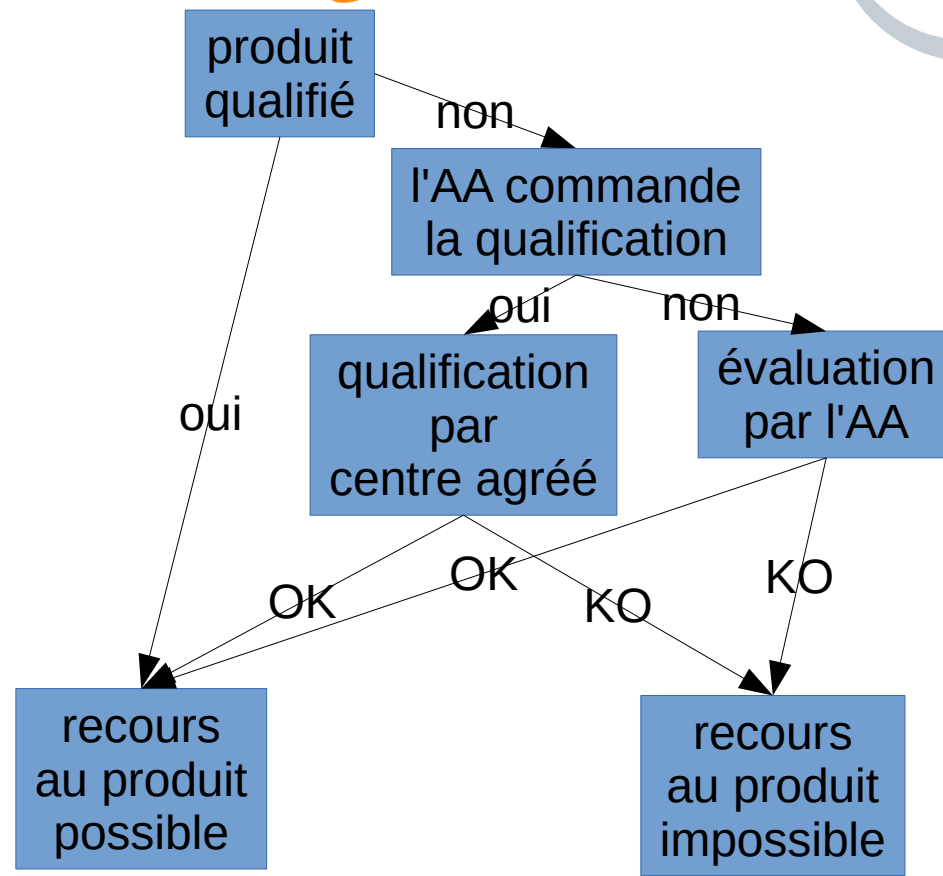 produit
qualifié
non
l'AA commande
la qualification
oui
non
qualification
par
centre agréé
évaluation
par l'AA
oui
OK
OK
KO
KO
recours
au produit
possible
recours
au produit
impossible